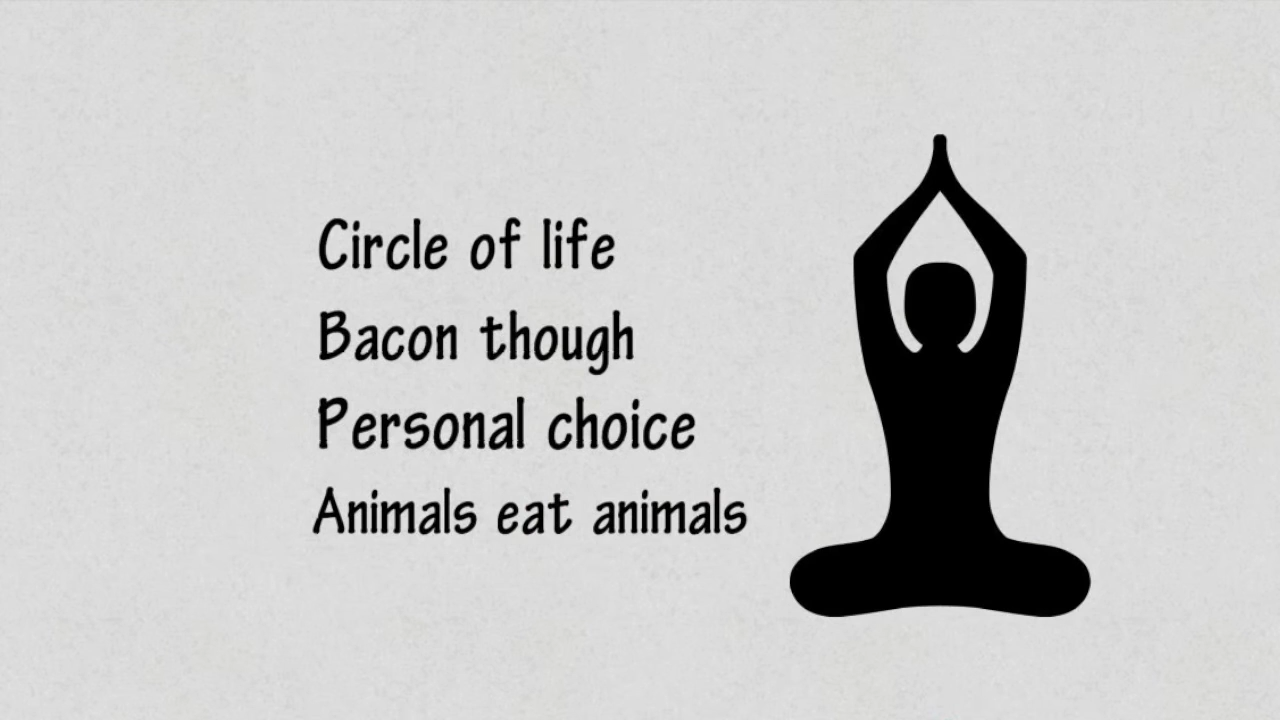 Circle of life
Bacon though
Personal choice
Animals eat animals